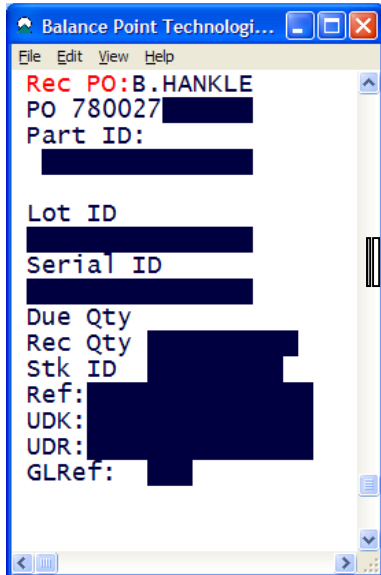 Balance Point Technologi...
File Edit View Help
Rec PO:B.HANKLE
PO 780027
Part ID:
Lot ID
Serial ID
Due Qty
Rec Qty
Stk ID
Ref:
UDK:
UDR:
GLRef: